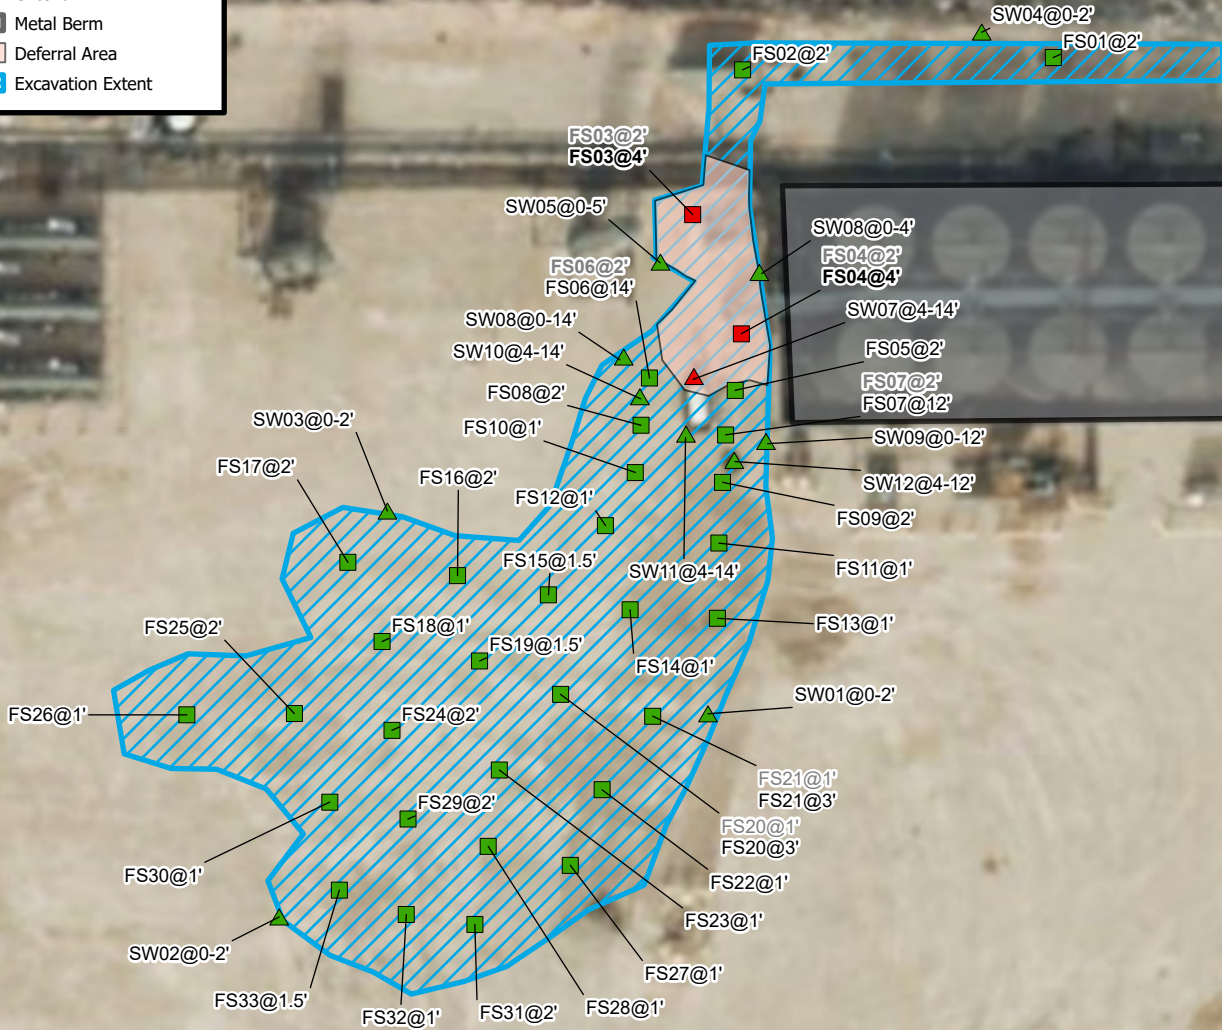 Metal Berm
Deferral Area
Excavation Extent
SW04@0-2'
FS01@2'
FS02@2'
FS03@2'
FS03@4'
SW05@0-5'
SW08@0-4'
FS04@2'
FS04@4'
FS06@2'
FS06@14'
SW07@4-14'
SW08@0-14'
SW10@4-14'
FS05@2'
FS07@2'
FS07@12'
FS08@2'
SW03@0-2'
FS10@1'
SW09@0-12'
FS17@2'
FS16@2'
SW12@4-12'
FS12@1'
FS09@2'
FS15@1.5'
SW11@4-14'
FS11@1'
FS25@2'
FS18@1'
FS13@1'
FS19@1.5'
FS14@1'
SW01@0-2'
FS26@1'
FS24@2'
FS21@1'
FS21@3'
FS29@2'
FS20@1'
FS20@3'
FS30@1'
FS22@1'
FS23@1'
SW02@0-2'
FS27@1'
FS33@1.5'
FS28@1'
FS32@1'
FS31@2'